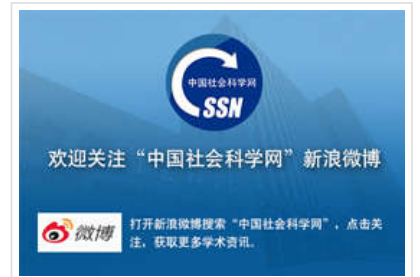 中国社会科学网
CSSN
欢迎关注“中国社会科学网”新浪微博
微博
打开新浪微博搜索“中国社会科学网”，点击关
注，获取更多学术资讯。